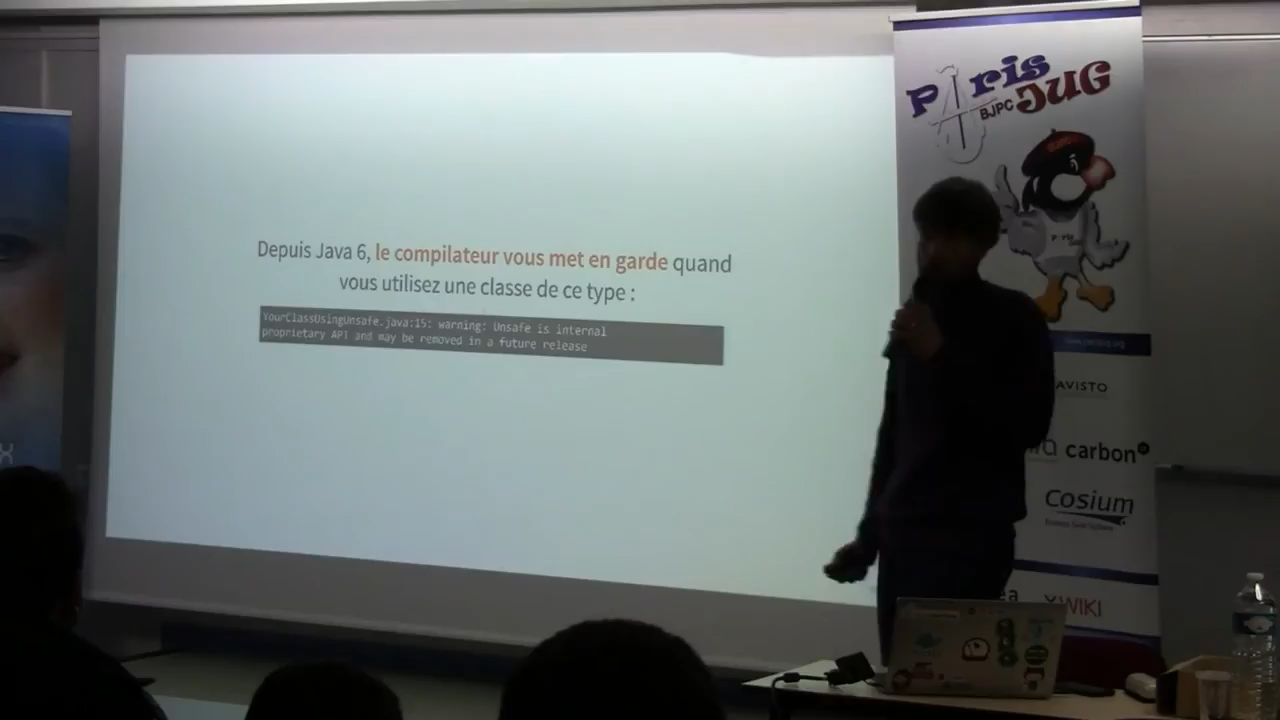 Depuis Java 6, le compilateur vous met en garde quand
vous utilisez une classe de ce type :
YourClassUsingUnsafe.java:15: warning: Unsafe is internal
proprietary API and may be removed in a future release
Paris
BJPC JUG
AVISTO
carbon
Cosium
XWIKI